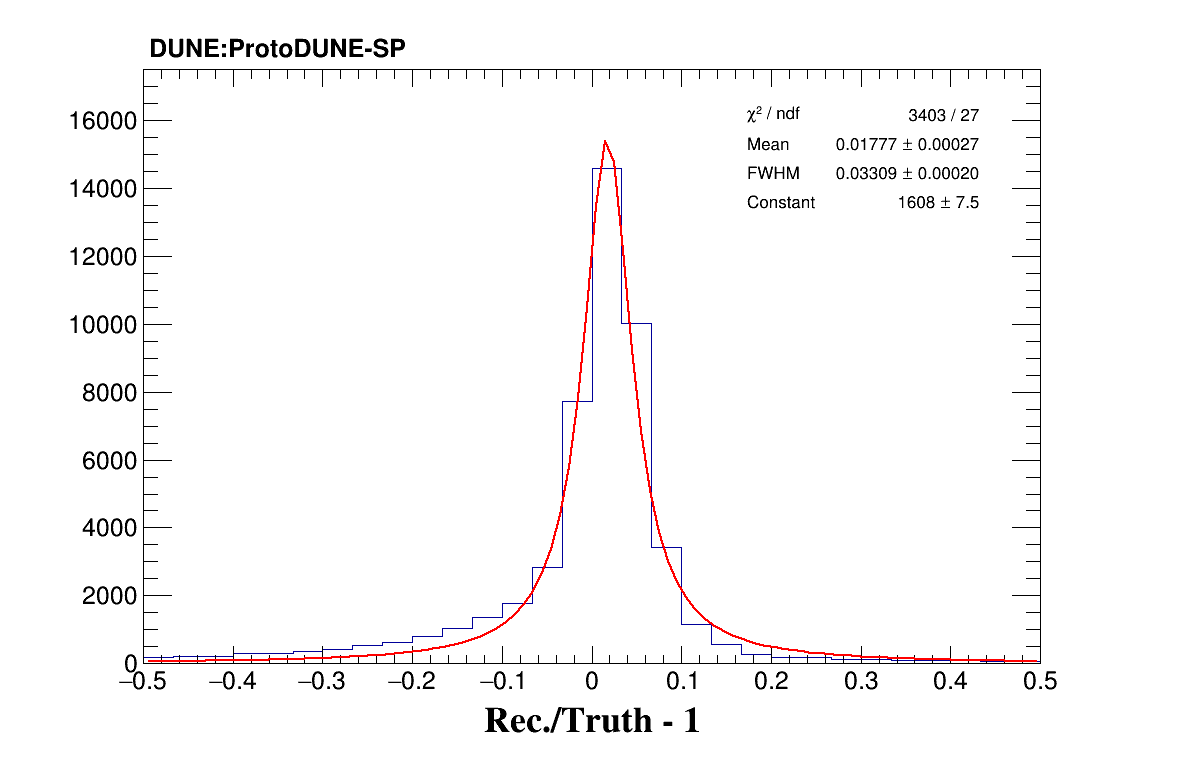 DUNE:ProtoDUNE-SP
χ² / ndf 3403 / 27
Mean 0.01777 ± 0.00027
FWHM 0.03309 ± 0.00020
Constant 1608 ± 7.5
16000
14000
12000
10000
8000
6000
4000
2000
0
−0.5 −0.4 −0.3 −0.2 −0.1 0 0.1 0.2 0.3 0.4 0.5
Rec./Truth - 1